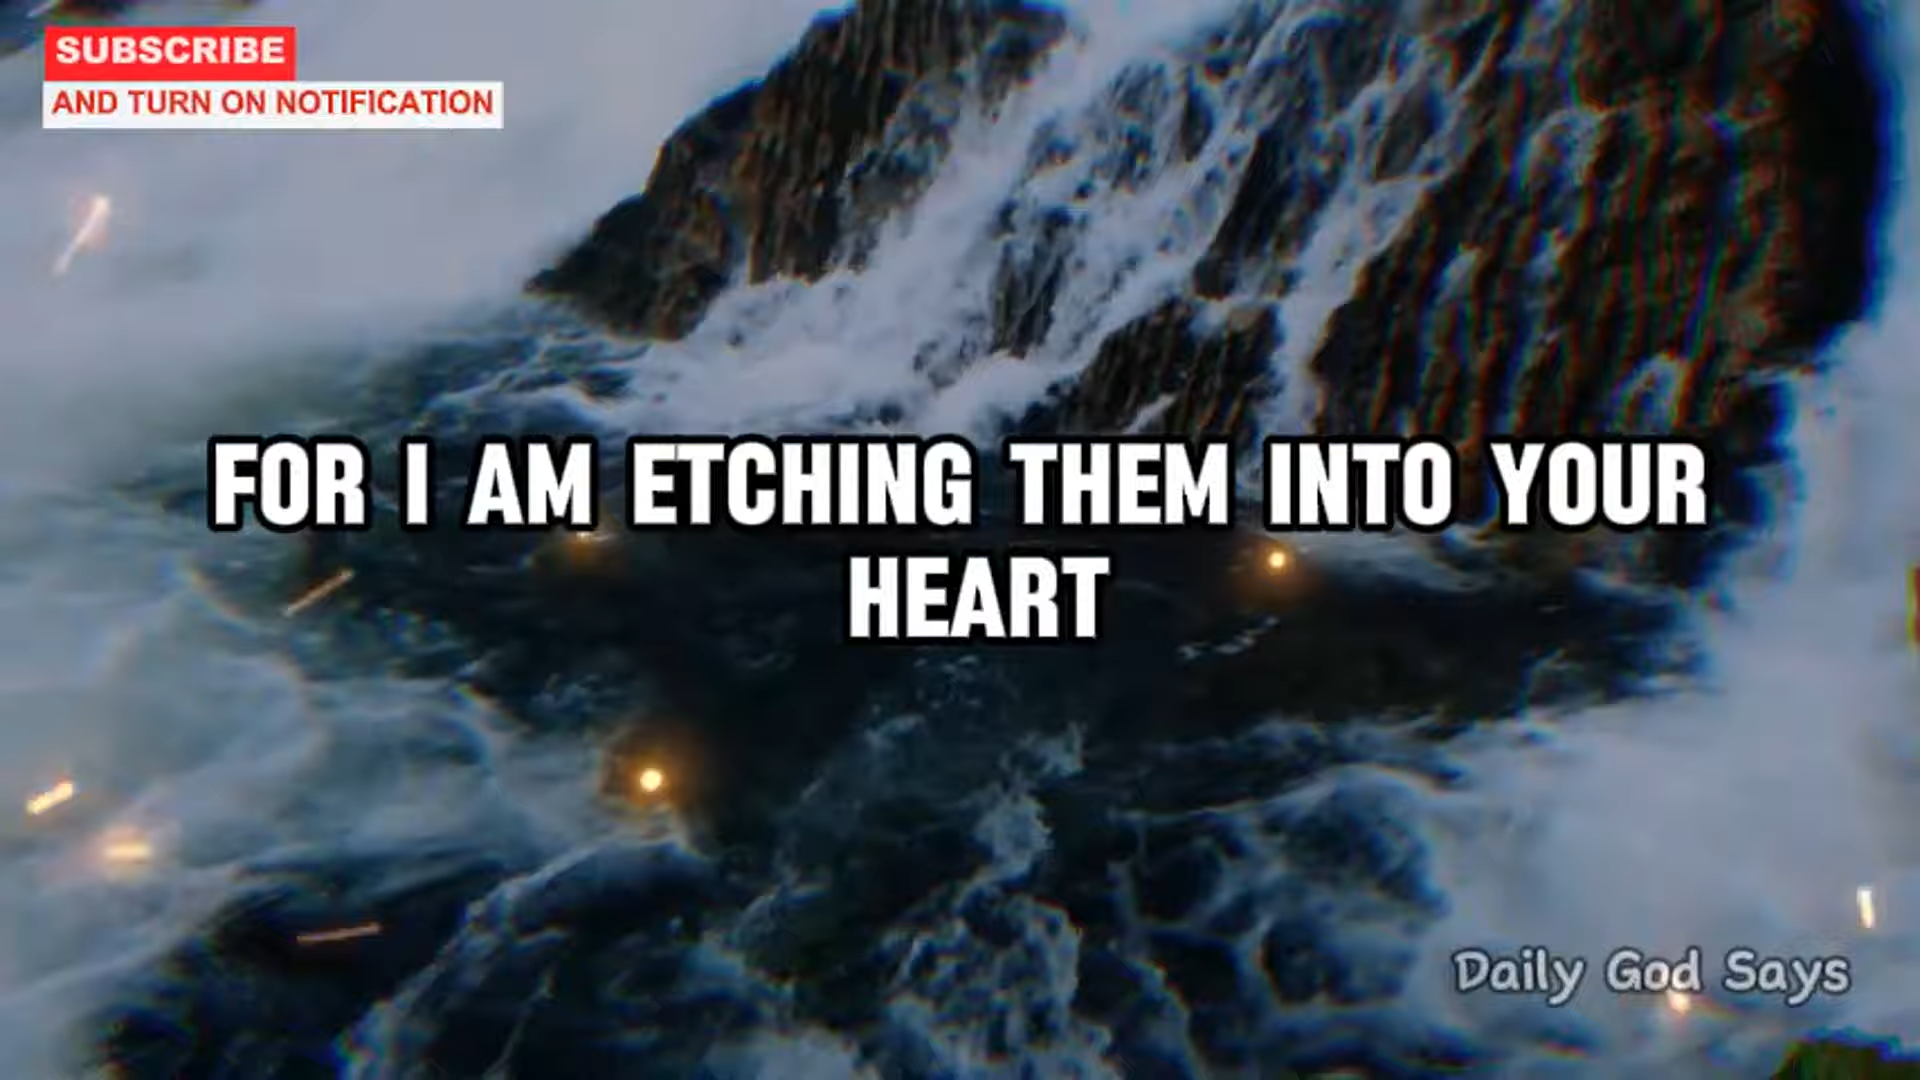 SUBSCRIBE
AND TURN ON NOTIFICATION
FOR I AM ETCHING THEM INTO YOUR
HEART
Daily God Says